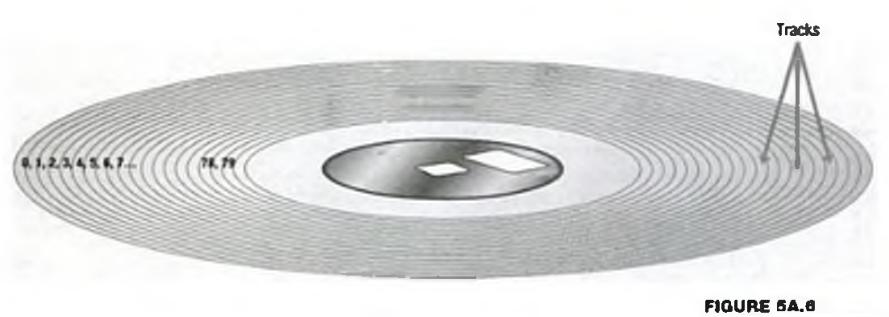 Tracks
0, 1, 2, 3, 4, 5, 6, 7... 78, 79
FIGURE 5A.6